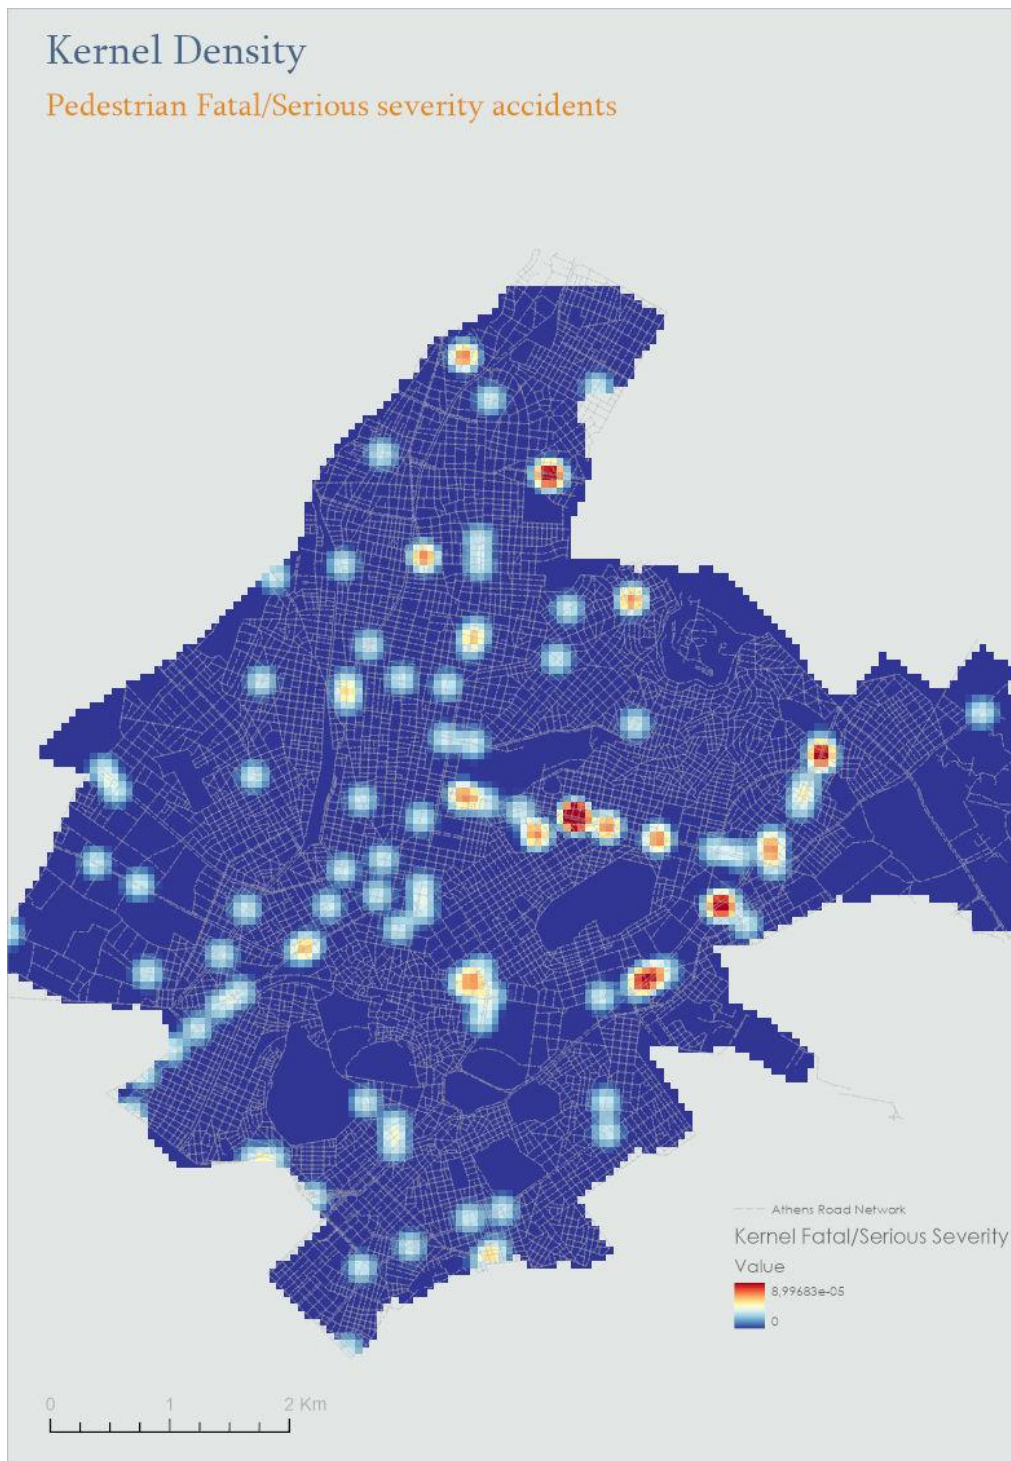 Kernel Density
Pedestrian Fatal/Serious severity accidents
Athens Road Network
Kernel Fatal/Serious Severity
Value
8,99683e-05
0
0 1 2 Km